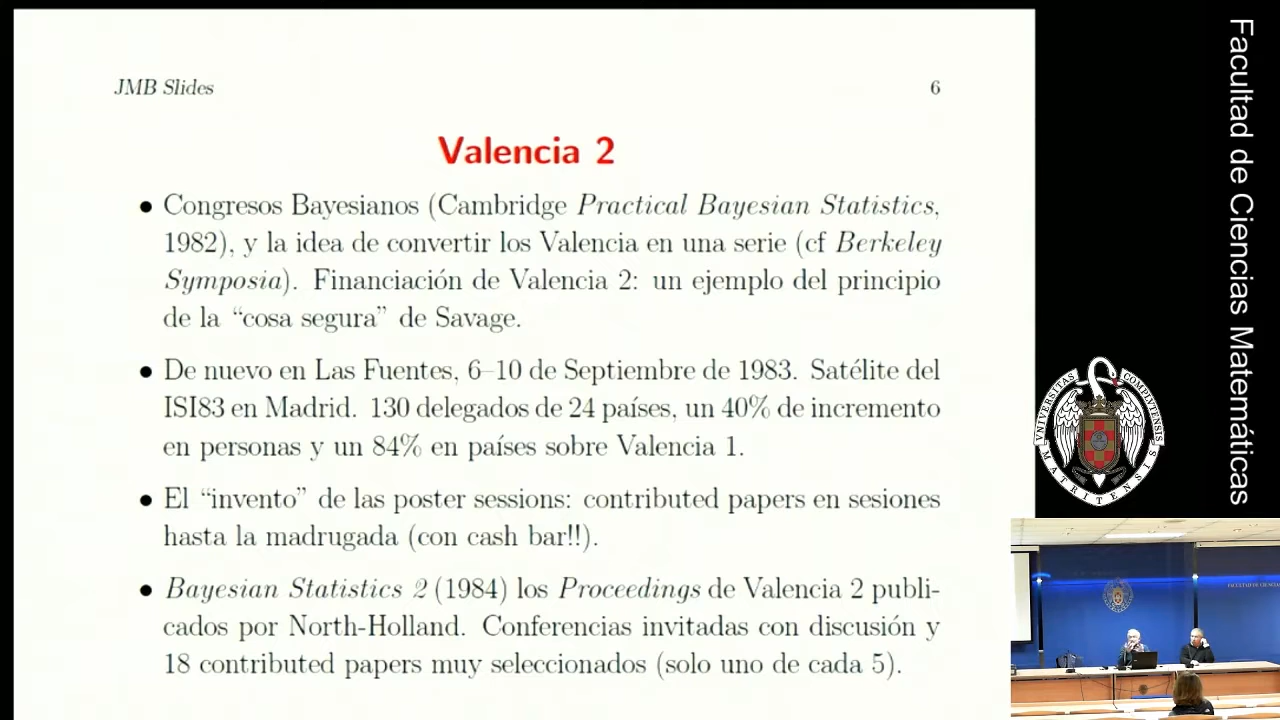 JMB Slides 6
Valencia 2
• Congresos Bayesianos (Cambridge Practical Bayesian Statistics,
1982), y la idea de convertir los Valencia en una serie (cf Berkeley
Symposia). Financiación de Valencia 2: un ejemplo del principio
de la “cosa segura” de Savage.
• De nuevo en Las Fuentes, 6–10 de Septiembre de 1983. Satélite del
ISI83 en Madrid. 130 delegados de 24 países, un 40% de incremento
en personas y un 84% en países sobre Valencia 1.
• El “invento” de las poster sessions: contributed papers en sesiones
hasta la madrugada (con cash bar!!).
• Bayesian Statistics 2 (1984) los Proceedings de Valencia 2 publi-
cados por North-Holland. Conferencias invitadas con discusión y
18 contributed papers muy seleccionados (solo uno de cada 5).
Facultad de Ciencias Matemáticas
UNIVERSITAS COMPLVTENSIS
MATRITENSIS